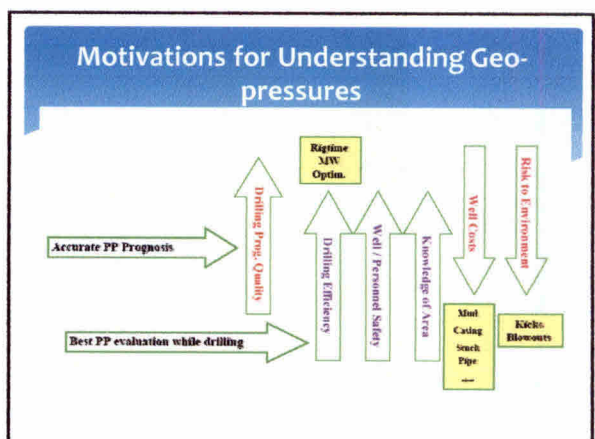 Motivations for Understanding Geo-
pressures
Rigtime
MW
Optim.
Accurate PP Prognosis
Drilling Prog. Quality
Drilling Efficiency
Well / Personnel Safety
Knowledge of Area
Well Costs
Risk to Environment
Best PP evaluation while drilling
Mud
Casing
Stuck
Pipe
Kicks
Blowouts